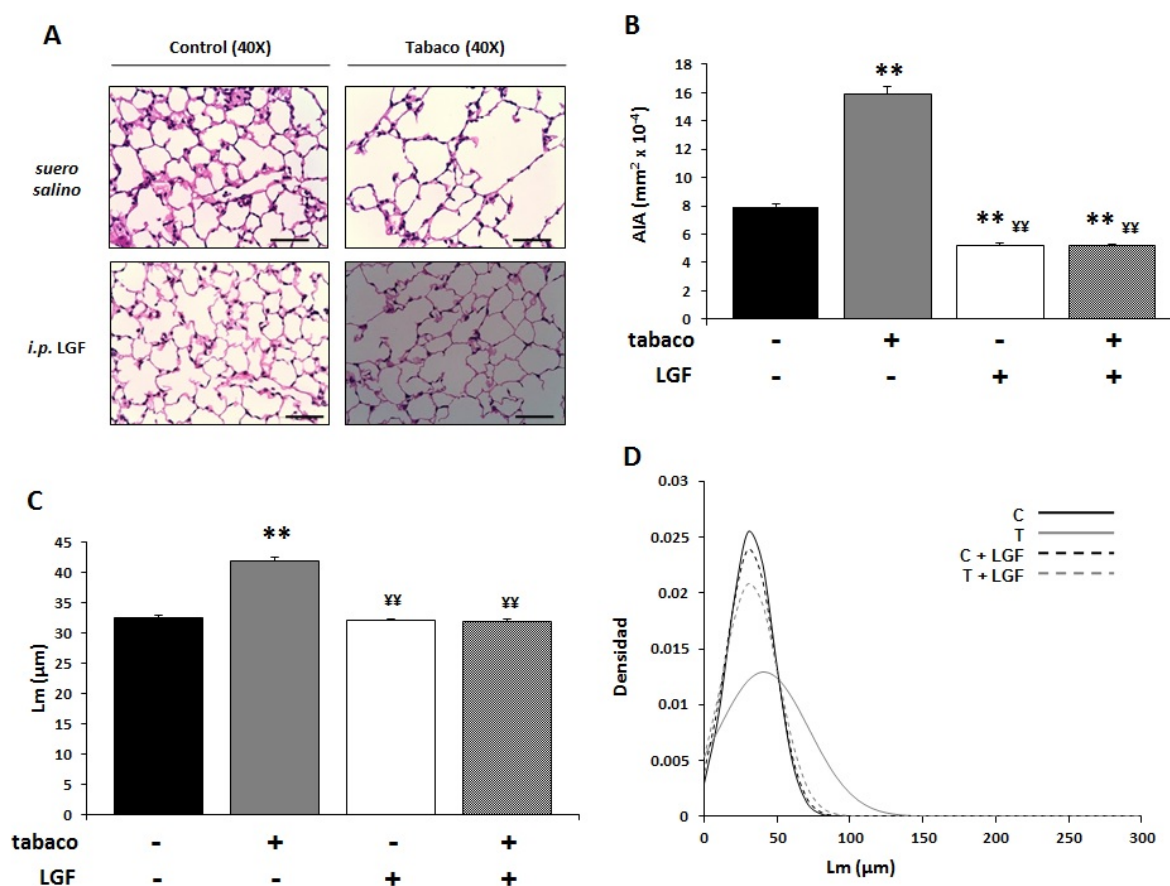 A
Control (40X)
Tabaco (40X)
suero
salino
i.p. LGF
B
AIA (mm² x 10⁻⁴)
18
16
14
12
10
8
6
4
2
0
**
** ¥¥
** ¥¥
tabaco - + - +
LGF - - + +
C
Lm (µm)
45
40
35
30
25
20
15
10
5
0
**
¥¥
¥¥
tabaco - + - +
LGF - - + +
D
Densidad
0.03
0.025
0.02
0.015
0.01
0.005
0
C
T
C + LGF
T + LGF
0 50 100 150 200 250 300
Lm (µm)